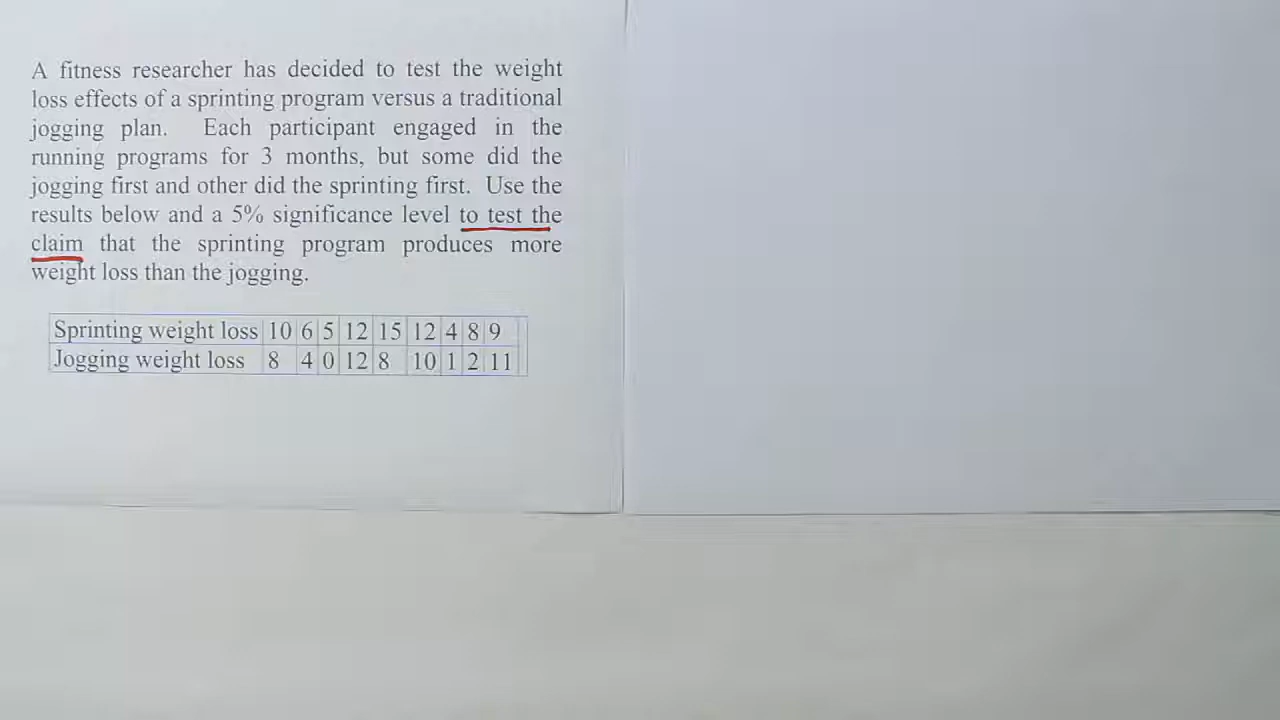 A fitness researcher has decided to test the weight
loss effects of a sprinting program versus a traditional
jogging plan. Each participant engaged in the
running programs for 3 months, but some did the
jogging first and other did the sprinting first. Use the
results below and a 5% significance level to test the
claim that the sprinting program produces more
weight loss than the jogging.
Sprinting weight loss 10 6 5 12 15 12 4 8 9
Jogging weight loss 8 4 0 12 8 10 1 2 11